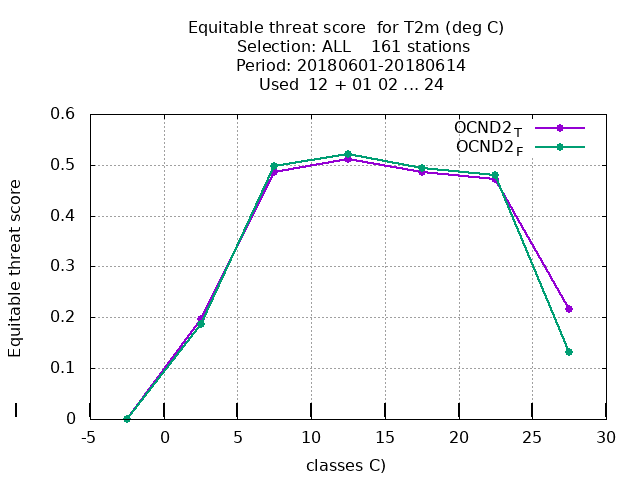 Equitable threat score  for T2m (deg C)
Selection: ALL    161 stations
Period: 20180601-20180614
Used  12 + 01 02 ... 24
OCND2_T
OCND2_F
Equitable threat score
0.6
0.5
0.4
0.3
0.2
0.1
0
-5 0 5 10 15 20 25 30
classes C)